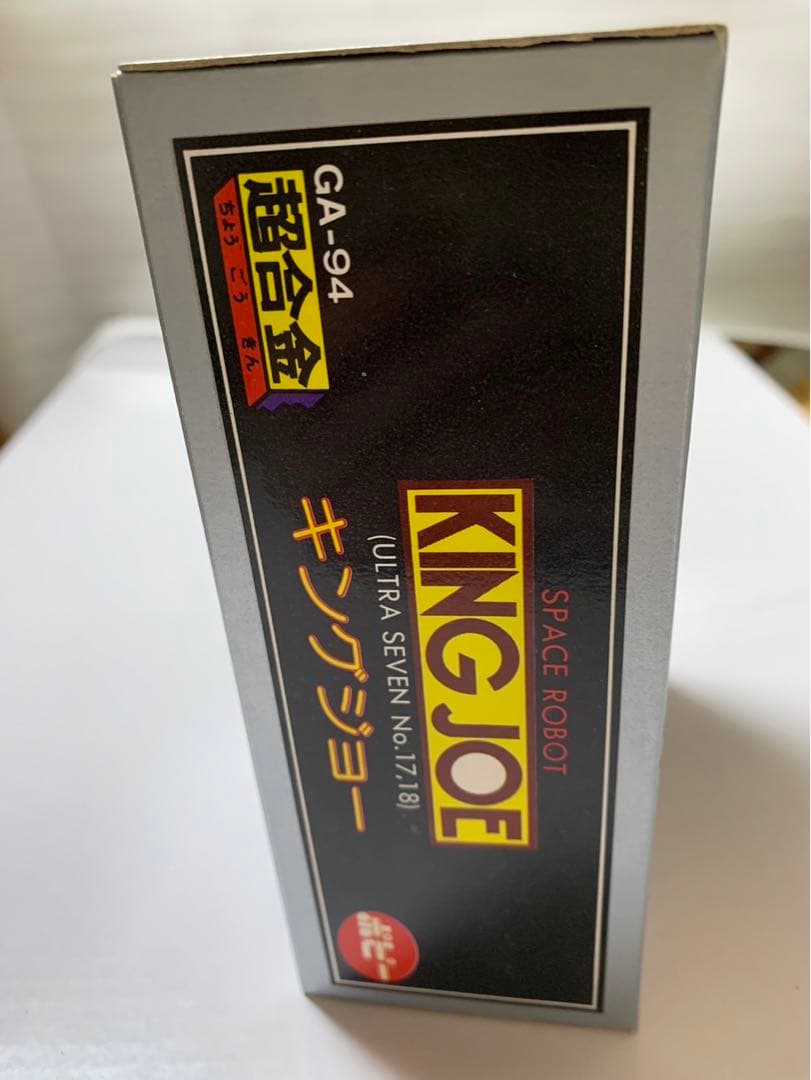 GA-94
超合金
ちょう ごう きん
SPACE ROBOT
KING JOE
(ULTRA SEVEN No.17,18)
キングジョー
ポピー